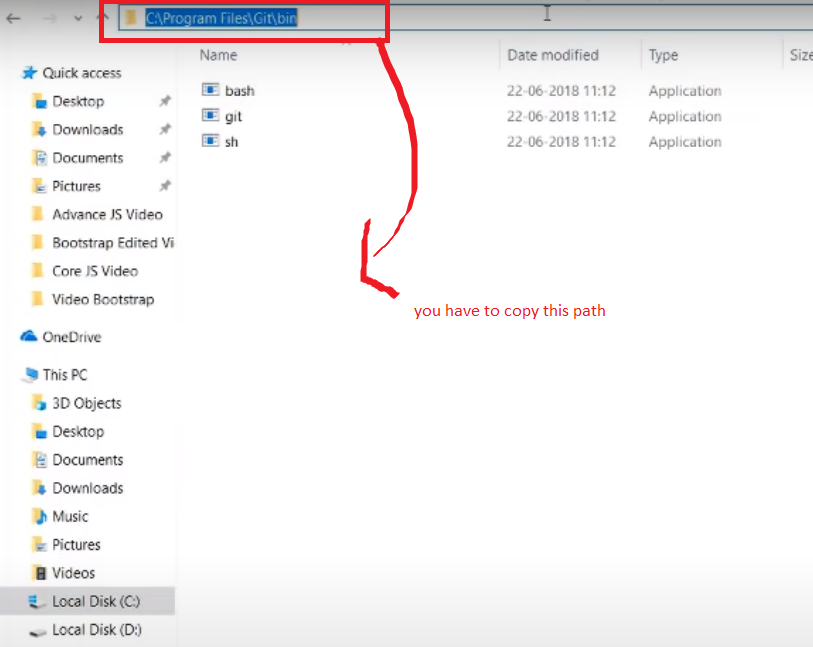 C:\Program Files\Git\bin
Name Date modified Type Size
Quick access
Desktop
Downloads
Documents
Pictures
Advance JS Video
Bootstrap Edited Vi
Core JS Video
Video Bootstrap
OneDrive
This PC
3D Objects
Desktop
Documents
Downloads
Music
Pictures
Videos
Local Disk (C:)
Local Disk (D:)
bash 22-06-2018 11:12 Application
git 22-06-2018 11:12 Application
sh 22-06-2018 11:12 Application
you have to copy this path